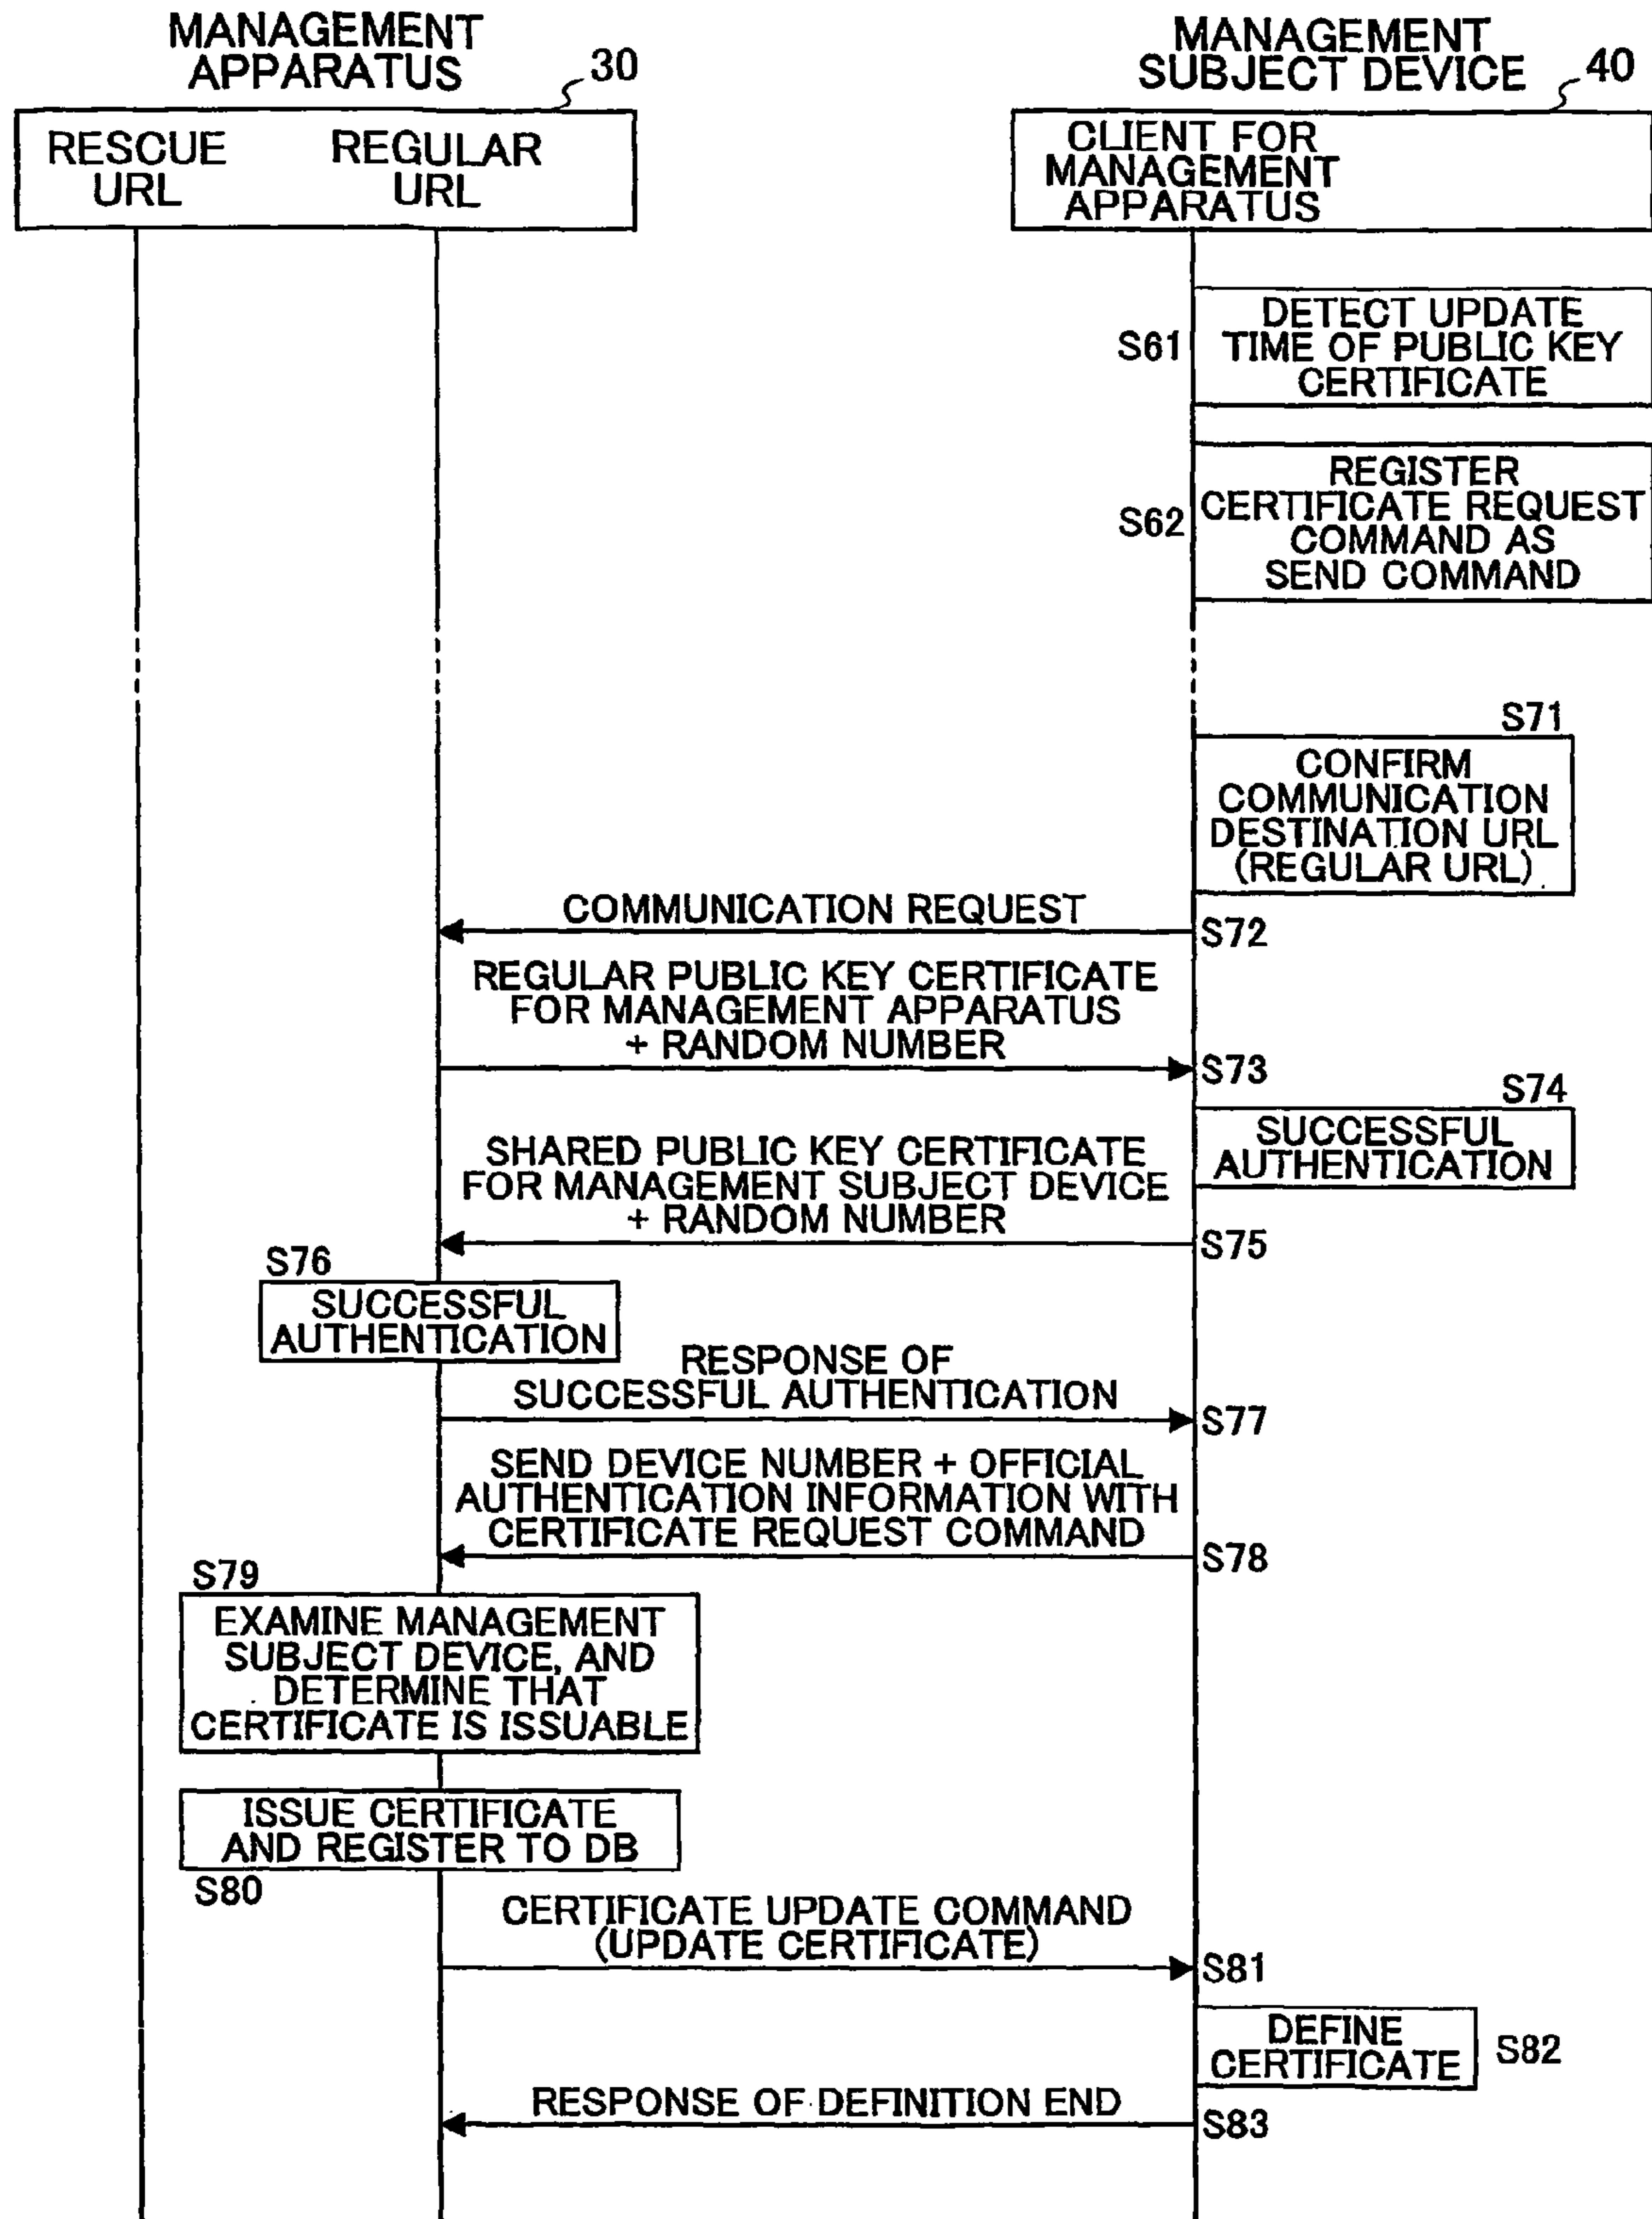 MANAGEMENT
APPARATUS
30
MANAGEMENT
SUBJECT DEVICE
40
RESCUE
URL
REGULAR
URL
CLIENT FOR
MANAGEMENT
APPARATUS
S61
DETECT UPDATE
TIME OF PUBLIC KEY
CERTIFICATE
S62
REGISTER
CERTIFICATE REQUEST
COMMAND AS
SEND COMMAND
S71
CONFIRM
COMMUNICATION
DESTINATION URL
(REGULAR URL)
COMMUNICATION REQUEST
S72
REGULAR PUBLIC KEY CERTIFICATE
FOR MANAGEMENT APPARATUS
+ RANDOM NUMBER
S73
S74
SUCCESSFUL
AUTHENTICATION
SHARED PUBLIC KEY CERTIFICATE
FOR MANAGEMENT SUBJECT DEVICE
+ RANDOM NUMBER
S75
S76
SUCCESSFUL
AUTHENTICATION
RESPONSE OF
SUCCESSFUL AUTHENTICATION
S77
SEND DEVICE NUMBER + OFFICIAL
AUTHENTICATION INFORMATION WITH
CERTIFICATE REQUEST COMMAND
S78
S79
EXAMINE MANAGEMENT
SUBJECT DEVICE, AND
DETERMINE THAT
CERTIFICATE IS ISSUABLE
ISSUE CERTIFICATE
AND REGISTER TO DB
S80
CERTIFICATE UPDATE COMMAND
(UPDATE CERTIFICATE)
S81
DEFINE
CERTIFICATE
S82
RESPONSE OF DEFINITION END
S83